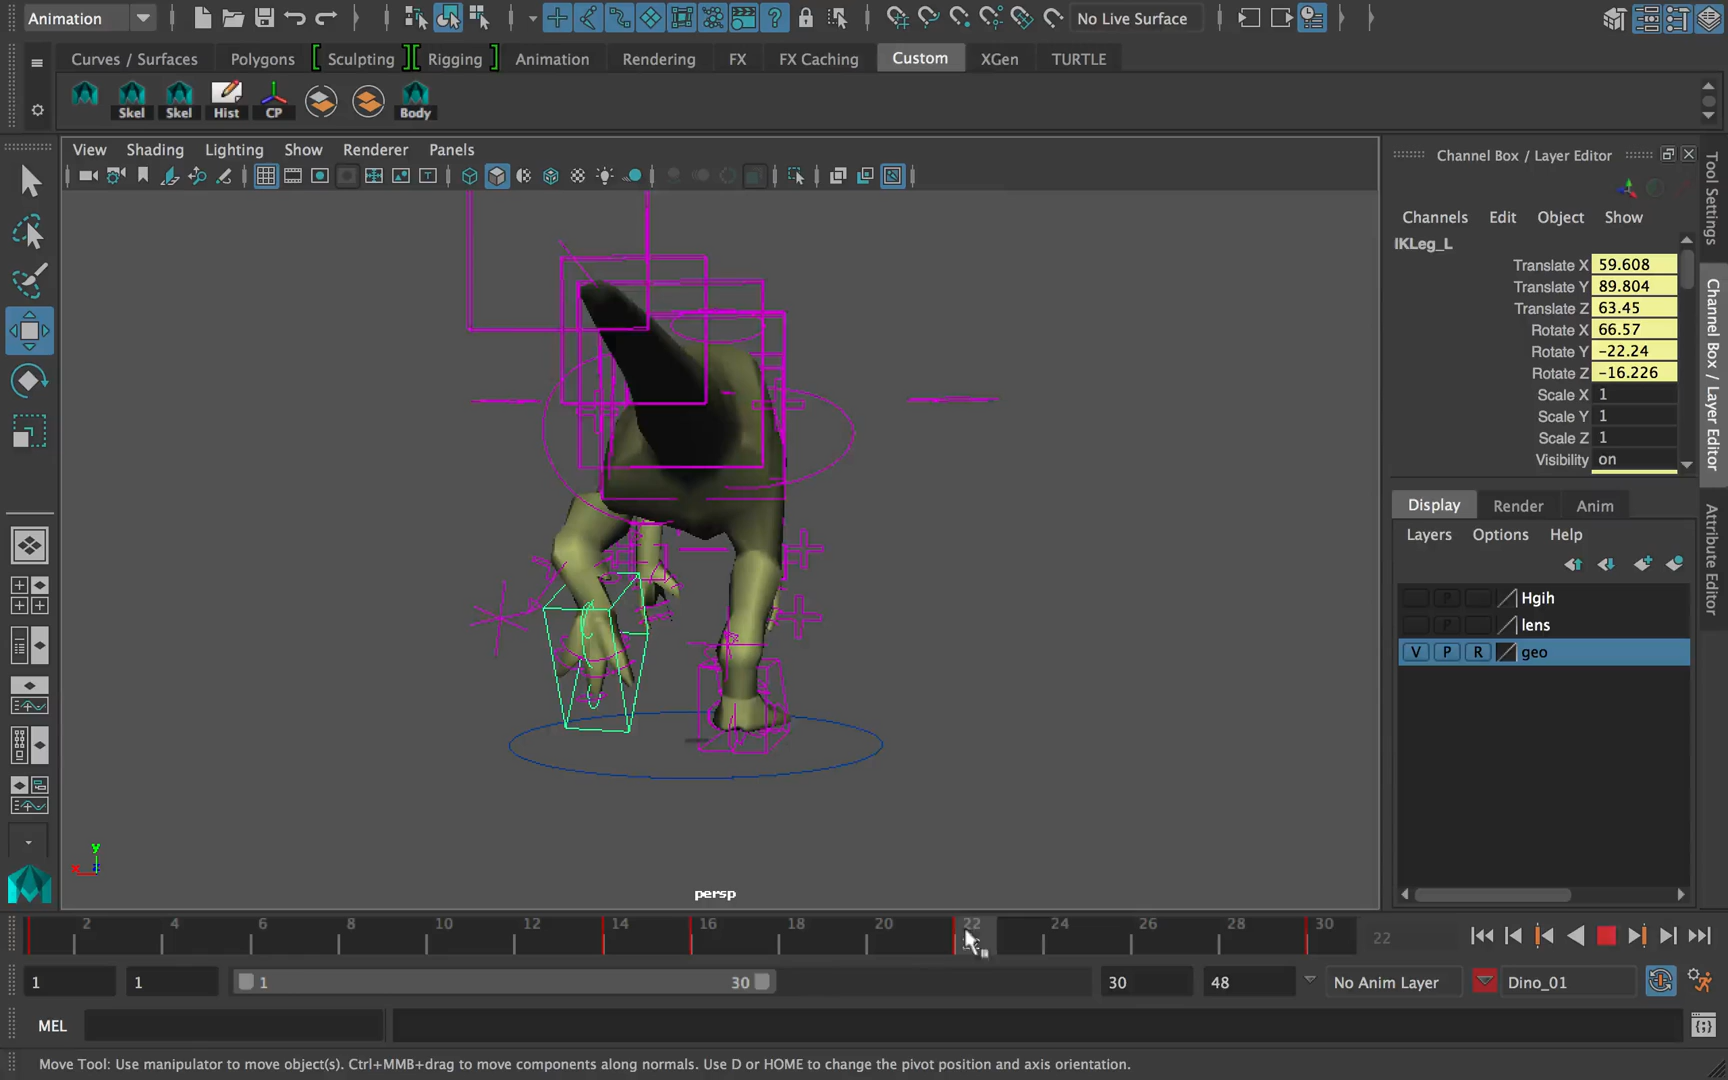 Animation
No Live Surface
Curves / Surfaces
Polygons
Sculpting
Rigging
Animation
Rendering
FX
FX Caching
Custom
XGen
TURTLE
Skel
Skel
Hist
CP
Body
View
Shading
Lighting
Show
Renderer
Panels
Channel Box / Layer Editor
Channels
Edit
Object
Show
IKLeg_L
Translate X 59.608
Translate Y 89.804
Translate Z 63.45
Rotate X 66.57
Rotate Y -22.24
Rotate Z -16.226
Scale X 1
Scale Y 1
Scale Z 1
Visibility on
Tool Settings
Channel Box / Layer Editor
Attribute Editor
Display
Render
Anim
Layers
Options
Help
P Hgih
P lens
V P R geo
y
x
persp
2 4 6 8 10 12 14 16 18 20 22 24 26 28 30
22
1
1
1
30
30
48
No Anim Layer
Dino_01
MEL
Move Tool: Use manipulator to move object(s). Ctrl+MMB+drag to move components along normals. Use D or HOME to change the pivot position and axis orientation.